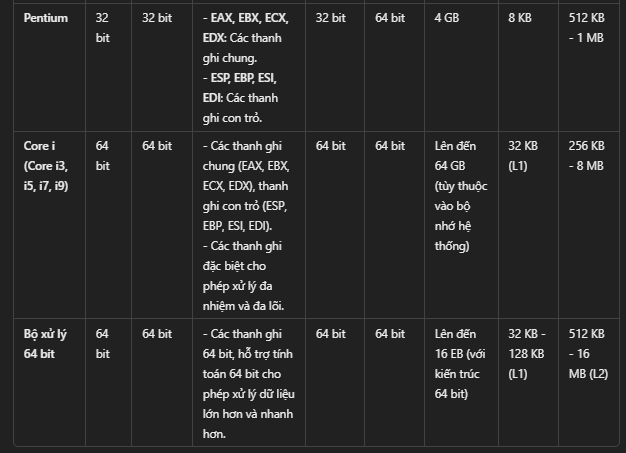 Pentium
32
bit
32 bit
- EAX, EBX, ECX,
EDX: Các thanh
ghi chung.
- ESP, EBP, ESI,
EDI: Các thanh
ghi con trỏ.
32 bit
64 bit
4 GB
8 KB
512 KB
- 1 MB
Core i
(Core i3,
i5, i7, i9)
64
bit
64 bit
- Các thanh ghi
chung (EAX, EBX,
ECX, EDX), thanh
ghi con trỏ (ESP,
EBP, ESI, EDI).
- Các thanh ghi
đặc biệt cho
phép xử lý đa
nhiệm và đa lõi.
64 bit
64 bit
Lên đến
64 GB
(tùy thuộc
vào bộ
nhớ hệ
thống)
32 KB
(L1)
256 KB
- 8 MB
Bộ xử lý
64 bit
64
bit
64 bit
- Các thanh ghi
64 bit, hỗ trợ tính
toán 64 bit cho
phép xử lý dữ liệu
lớn hơn và nhanh
hơn.
64 bit
64 bit
Lên đến
16 EB (với
kiến trúc
64 bit)
32 KB -
128 KB
(L1)
512 KB
- 16
MB (L2)